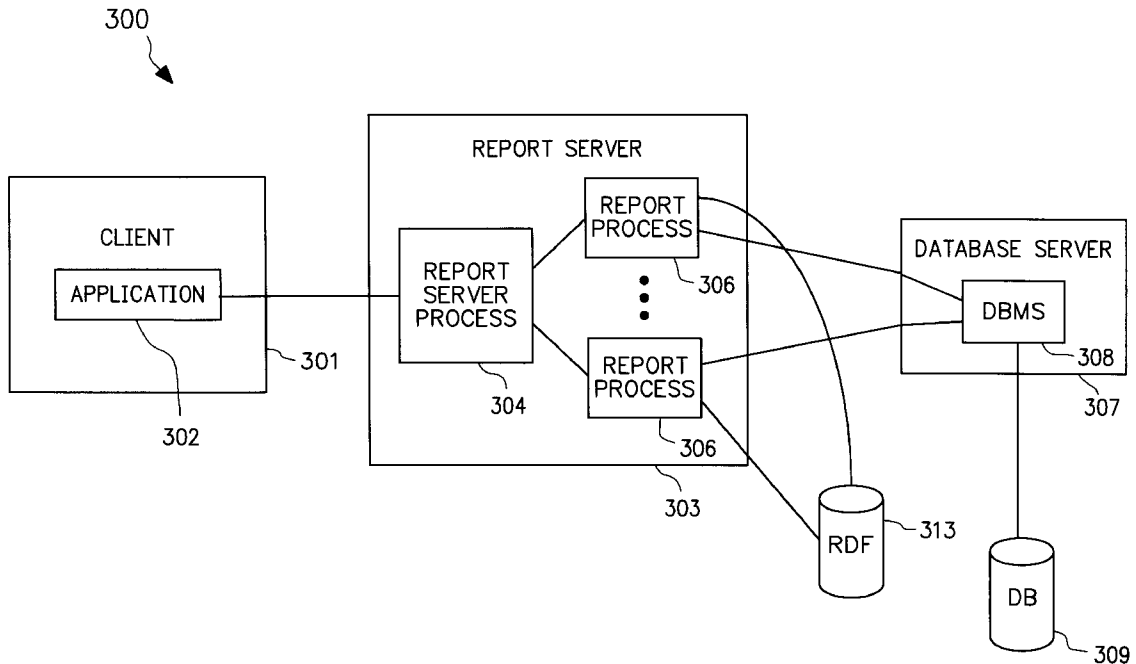 300
CLIENT
APPLICATION
301
302
REPORT SERVER
REPORT
SERVER
PROCESS
304
REPORT
PROCESS
306
REPORT
PROCESS
306
303
DATABASE SERVER
DBMS
308
307
RDF
313
DB
309